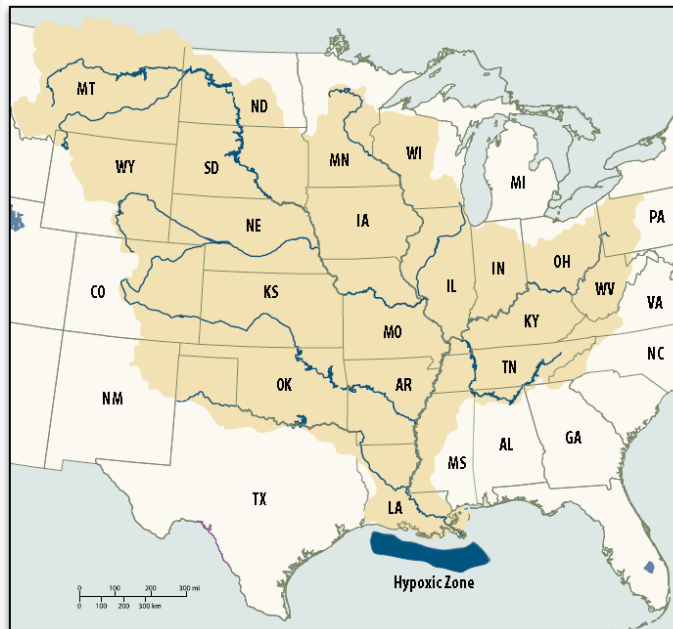 MT
ND
MN
WI
MI
WY
SD
NE
IA
PA
CO
KS
IL
IN
OH
WV
VA
MO
KY
NC
NM
OK
AR
TN
MS
AL
GA
TX
LA
Hypoxic Zone
0 100 200 300 mi
0 100 200 300 km